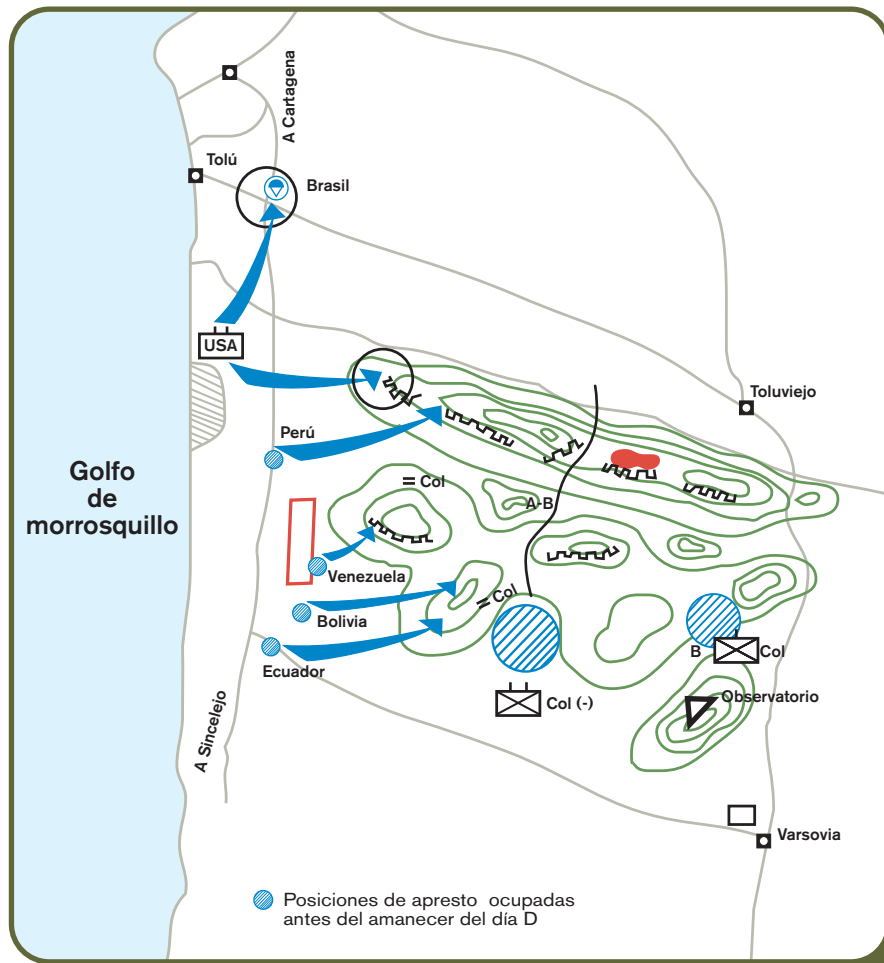 A Cartagena
Tolú
Brasil
USA
Toluviejo
Perú
Golfo
de
morrosquillo
= Col
A-B
Venezuela
= Col
Bolivia
B
Col
Ecuador
Col (-)
Observatorio
A Sincelejo
Varsovia
Posiciones de apresto ocupadas
antes del amanecer del día D